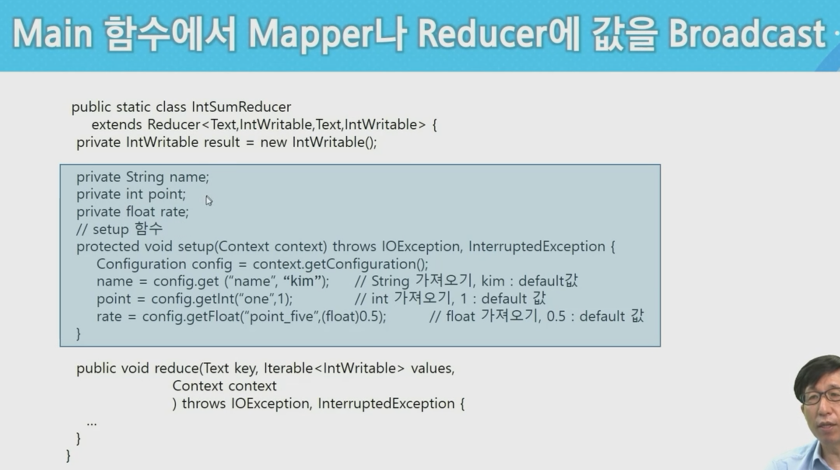 Main 함수에서 Mapper나 Reducer에 값을 Broadcast
public static class IntSumReducer
extends Reducer<Text,IntWritable,Text,IntWritable> {
private IntWritable result = new IntWritable();
private String name;
private int point;
private float rate;
// setup 함수
protected void setup(Context context) throws IOException, InterruptedException {
Configuration config = context.getConfiguration();
name = config.get (“name”, “kim”); // String 가져오기, kim : default값
point = config.getInt(“one”,1); // int 가져오기, 1 : default 값
rate = config.getFloat(“point_five”,(float)0.5); // float 가져오기, 0.5 : default 값
}
public void reduce(Text key, Iterable<IntWritable> values,
Context context
) throws IOException, InterruptedException {
...
}
}